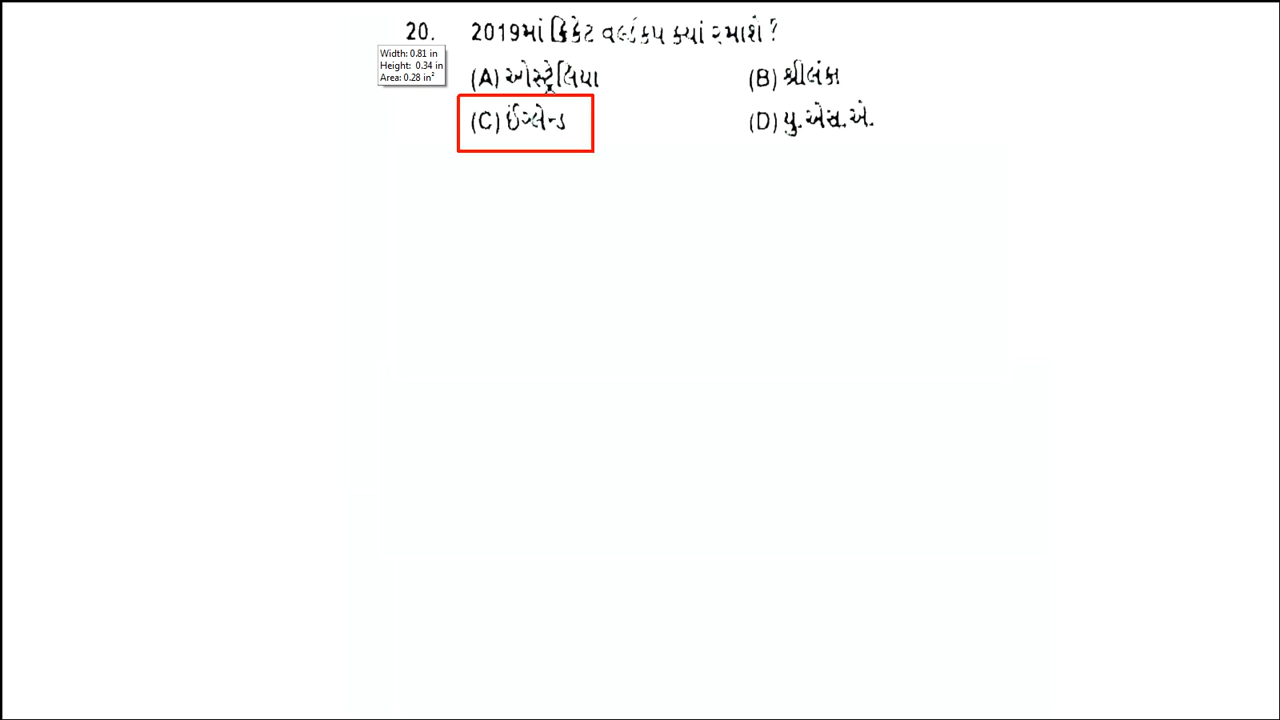 20. 2019માં ક્રિકેટ વર્લ્ડકપ ક્યાં રમાશે ?
Width: 0.81 in
Height: 0.34 in
Area: 0.28 in²
(A) ઓસ્ટ્રેલિયા (B) શ્રીલંકા
(C) ઈંગ્લેન્ડ (D) યુ.એસ.એ.